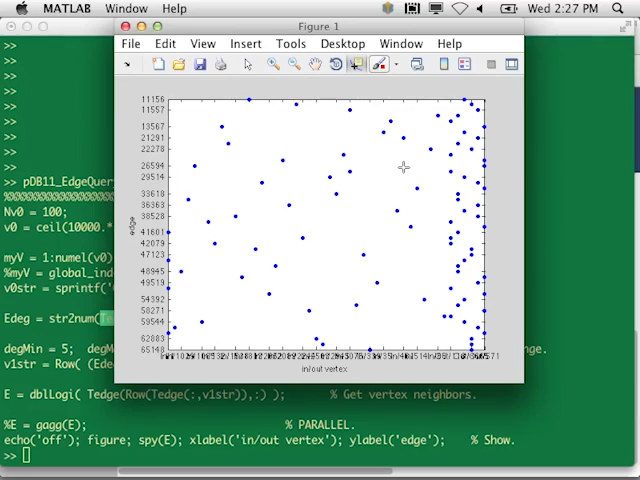 MATLAB Window Help Wed 2:27 PM
Figure 1
File Edit View Insert Tools Desktop Window Help
>>
>>
>>
>>
>>
>>
>>
>>
>> pDB11_EdgeQuery
Nv0 = 100;
v0 = ceil(10000.*
myV = 1:numel(v0)
%myV = global_ind
v0str = sprintf('
Edeg = str2num(
degMin = 5; deg
v1str = Row( (Ede
nge.
E = dblLogi( Tedge(Row(Tedge(:,v1str)),:) ); % Get vertex neighbors.
%E = gagg(E); % PARALLEL.
echo('off'); figure; spy(E); xlabel('in/out vertex'); ylabel('edge'); % Show.
>>
11156
11557
13567
21291
22278
26594
29514
33618
36363
38528
41601
42079
48945
49519
54392
56271
59544
62883
65148
edge
in/out vertex